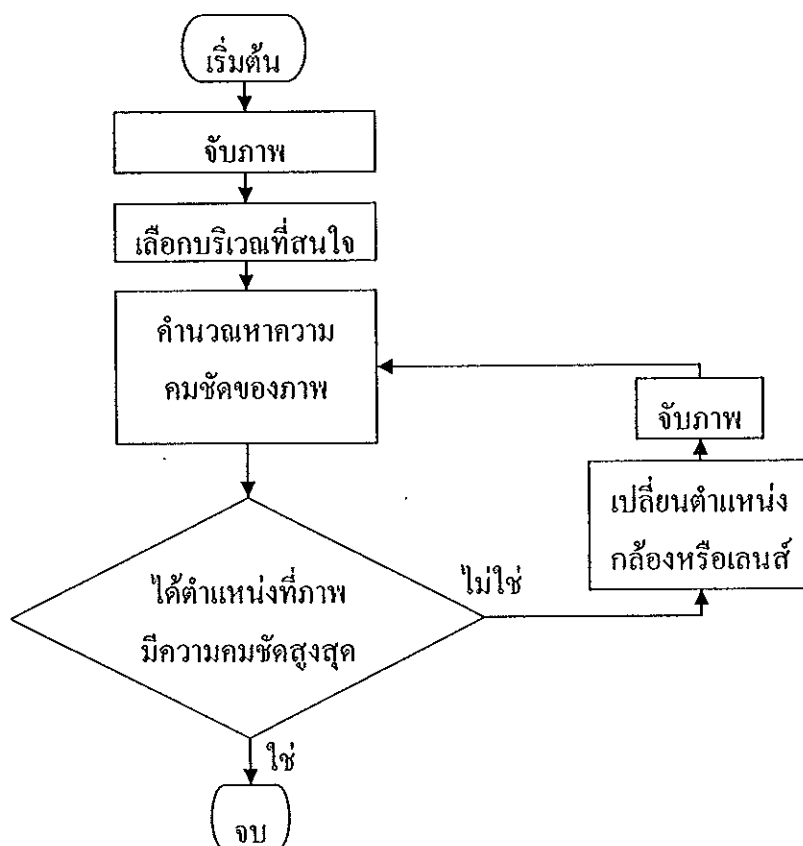 เริ่มต้น
จับภาพ
เลือกบริเวณที่สนใจ
คำนวณหาความ
คมชัดของภาพ
จับภาพ
เปลี่ยนตำแหน่ง
กล้องหรือเลนส์
ไม่ใช่
ได้ตำแหน่งที่ภาพ
มีความคมชัดสูงสุด
ใช่
จบ